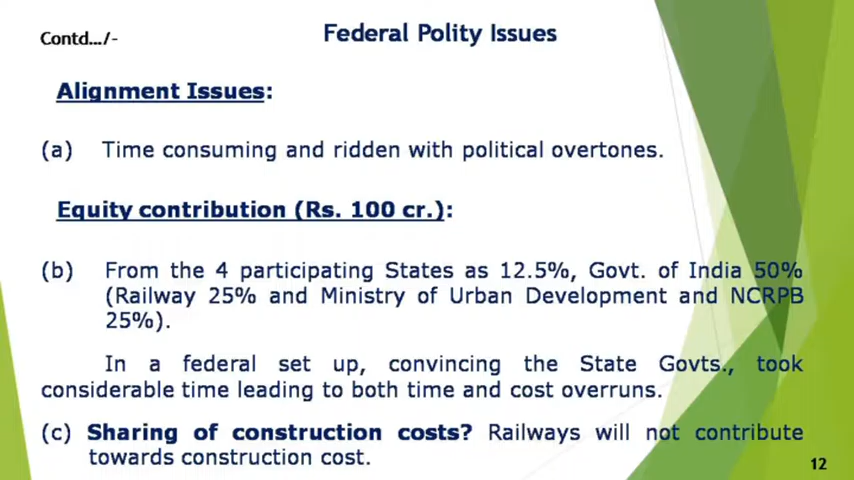 Contd.../-
Federal Polity Issues
Alignment Issues:
(a) Time consuming and ridden with political overtones.
Equity contribution (Rs. 100 cr.):
(b) From the 4 participating States as 12.5%, Govt. of India 50%
(Railway 25% and Ministry of Urban Development and NCRPB
25%).
In a federal set up, convincing the State Govts., took
considerable time leading to both time and cost overruns.
(c) Sharing of construction costs? Railways will not contribute
towards construction cost.
12